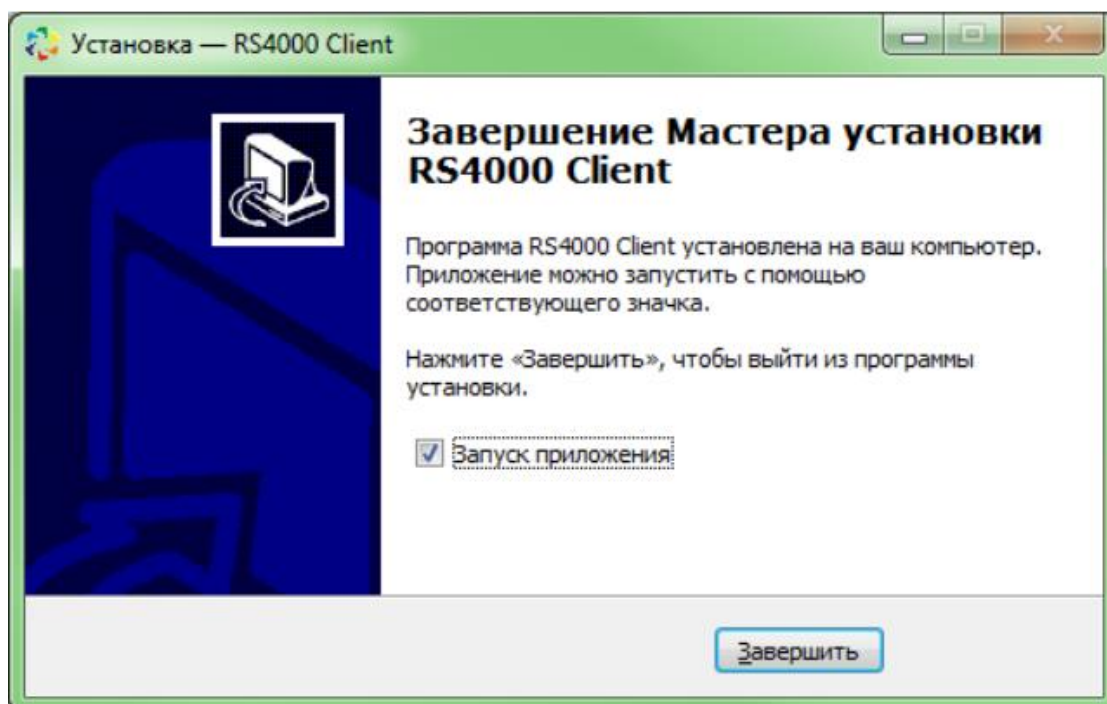 Установка — RS4000 Client
Завершение Мастера установки
RS4000 Client
Программа RS4000 Client установлена на ваш компьютер.
Приложение можно запустить с помощью
соответствующего значка.
Нажмите «Завершить», чтобы выйти из программы
установки.
Запуск приложения
Завершить